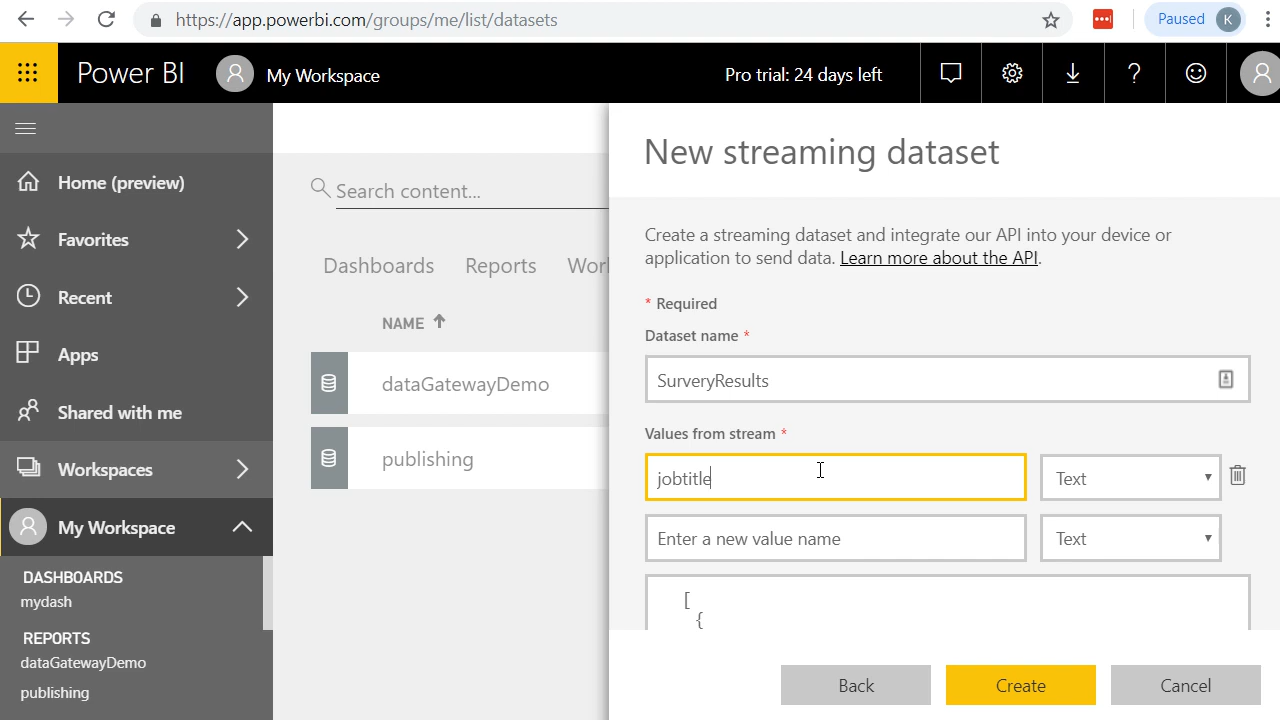 https://app.powerbi.com/groups/me/list/datasets
Paused
K
Power BI
My Workspace
Pro trial: 24 days left
?
Home (preview)
Favorites
Recent
Apps
Shared with me
Workspaces
My Workspace
DASHBOARDS
mydash
REPORTS
dataGatewayDemo
publishing
Search content...
Dashboards
Reports
NAME
dataGatewayDemo
publishing
New streaming dataset
Create a streaming dataset and integrate our API into your device or
application to send data. Learn more about the API.
* Required
Dataset name *
SurveryResults
Values from stream *
jobtitle
Text
Enter a new value name
Text
[
{
Back
Create
Cancel